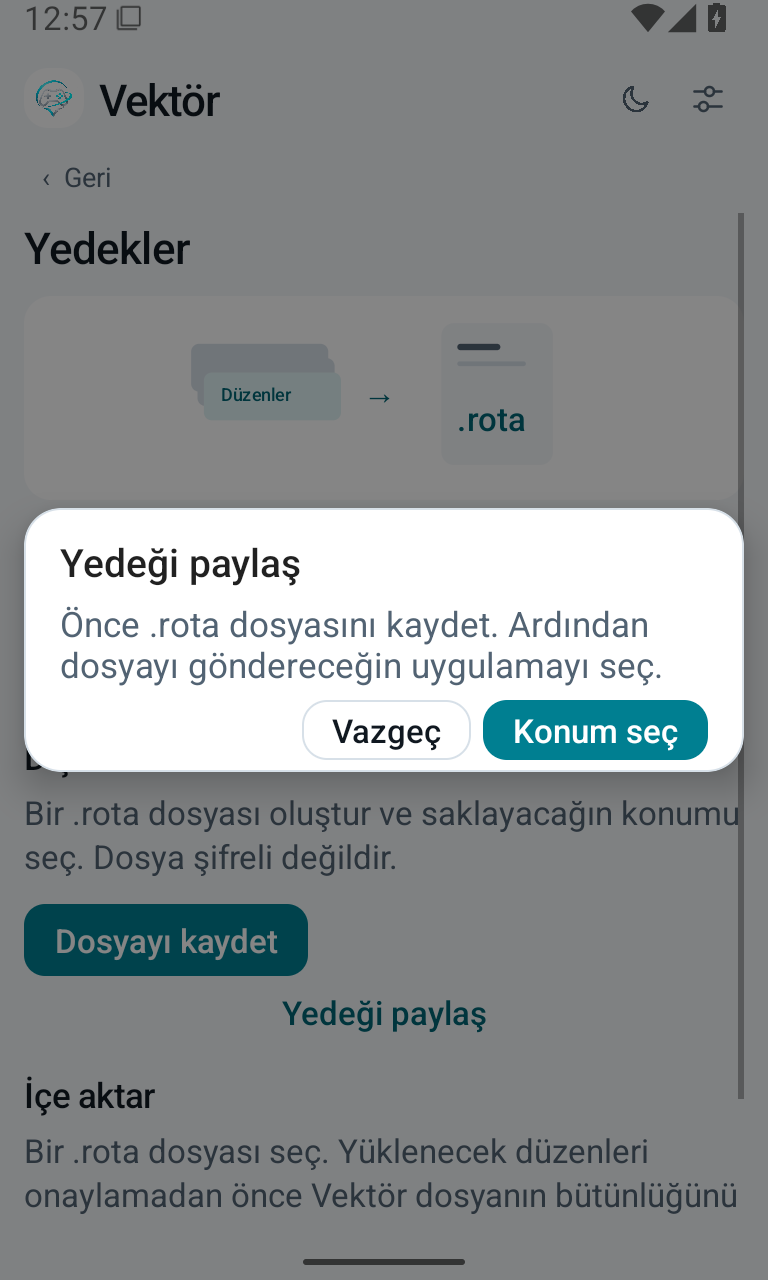 12:57
Vektör
‹ Geri
Yedekler
Düzenler
→
.rota
Yedeği paylaş
Önce .rota dosyasını kaydet. Ardından
dosyayı göndereceğin uygulamayı seç.
Vazgeç
Konum seç
Bir .rota dosyası oluştur ve saklayacağın konumu
seç. Dosya şifreli değildir.
Dosyayı kaydet
Yedeği paylaş
İçe aktar
Bir .rota dosyası seç. Yüklenecek düzenleri
onaylamadan önce Vektör dosyanın bütünlüğünü